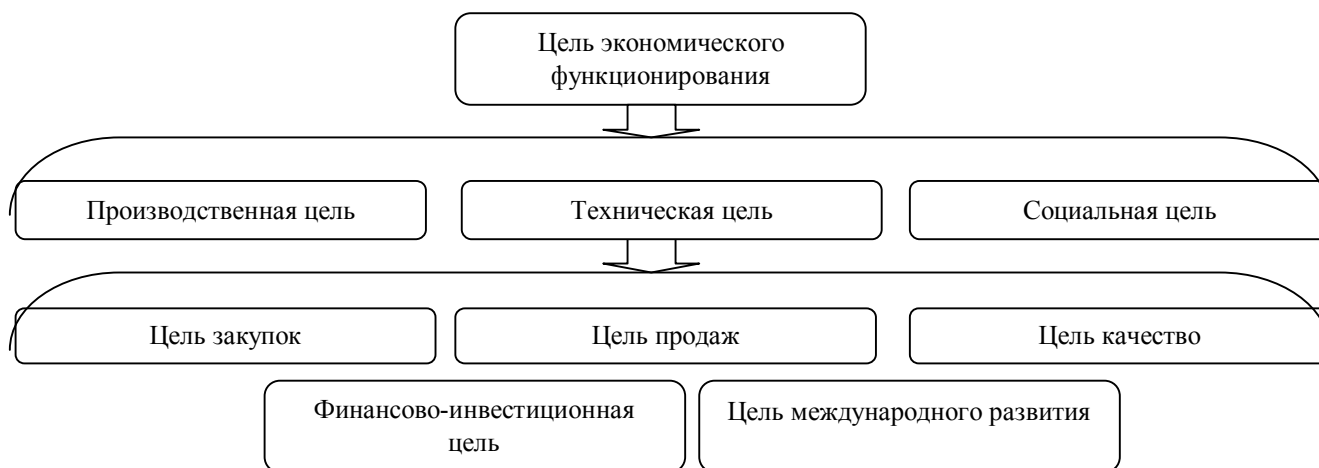 Цель экономического
функционирования
Производственная цель
Техническая цель
Социальная цель
Цель закупок
Цель продаж
Цель качество
Финансово-инвестиционная
цель
Цель международного развития